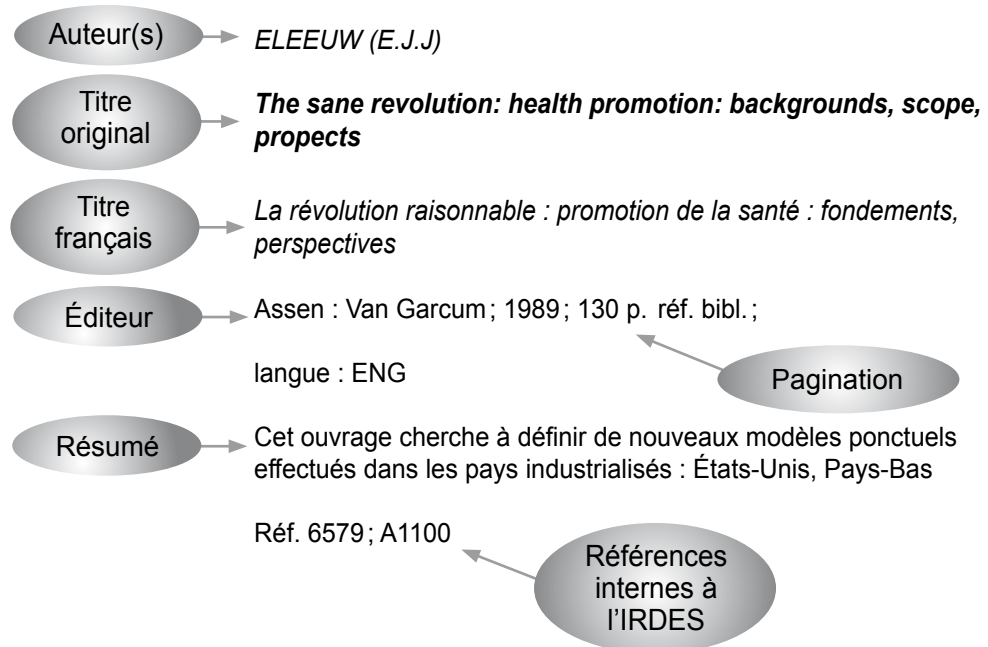 Auteur(s)
ELEEUW (E.J.J)
Titre
original
The sane revolution: health promotion: backgrounds, scope,
propects
Titre
français
La révolution raisonnable : promotion de la santé : fondements,
perspectives
Éditeur
Assen : Van Garcum ; 1989 ; 130 p. réf. bibl. ;
langue : ENG
Pagination
Résumé
Cet ouvrage cherche à définir de nouveaux modèles ponctuels
effectués dans les pays industrialisés : États-Unis, Pays-Bas
Réf. 6579 ; A1100
Références
internes à
l'IRDES